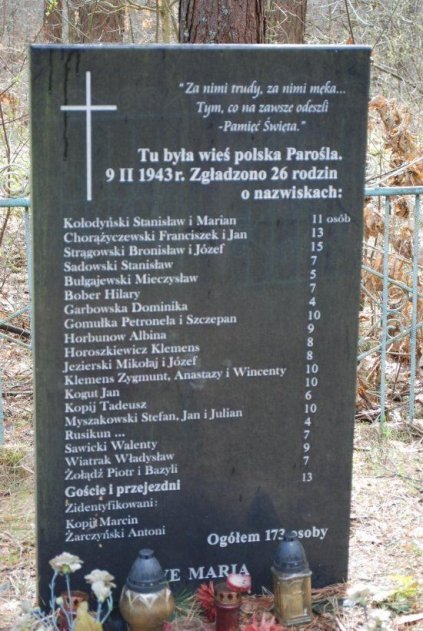 "Za nimi trudy, za nimi męka...
Tym, co na zawsze odeszli
-Pamięć Święta."
Tu była wieś polska Parośla.
9 II 1943 r. Zgładzono 26 rodzin
o nazwiskach:
Kołodyński Stanisław i Marian 11 osób
Chorążyczewski Franciszek i Jan 13
Strągowski Bronisław i Józef 15
Sadowski Stanisław 7
Bułgajewski Mieczysław 5
Bober Hilary 7
Garbowska Dominika 4
Gomułka Petronela i Szczepan 10
Horbunow Albina 9
Horoszkiewicz Klemens 8
Jezierski Mikołaj i Józef 8
Klemens Zygmunt, Anastazy i Wincenty 10
Kogut Jan 10
Kopij Tadeusz 6
Myszakowski Stefan, Jan i Julian 10
Rusikun ... 4
Sawicki Walenty 7
Wiatrak Władysław 9
Żołądź Piotr i Bazyli 7
Goście i przejezdni 13
Zidentyfikowani:
Kopij Marcin
Żarczyński Antoni
Ogółem 173 osoby
MARIA